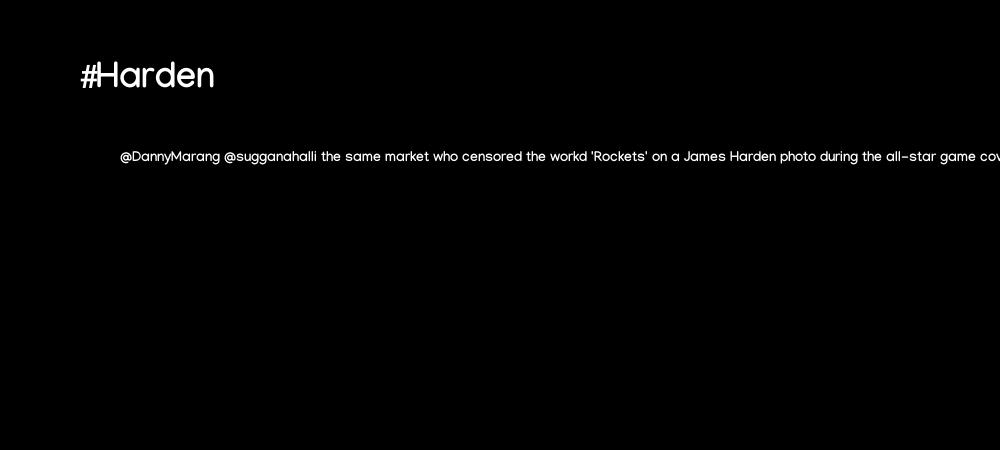 #Harden
@DannyMarang @sugganahalli the same market who censored the workd 'Rockets' on a James Harden photo during the all-star game